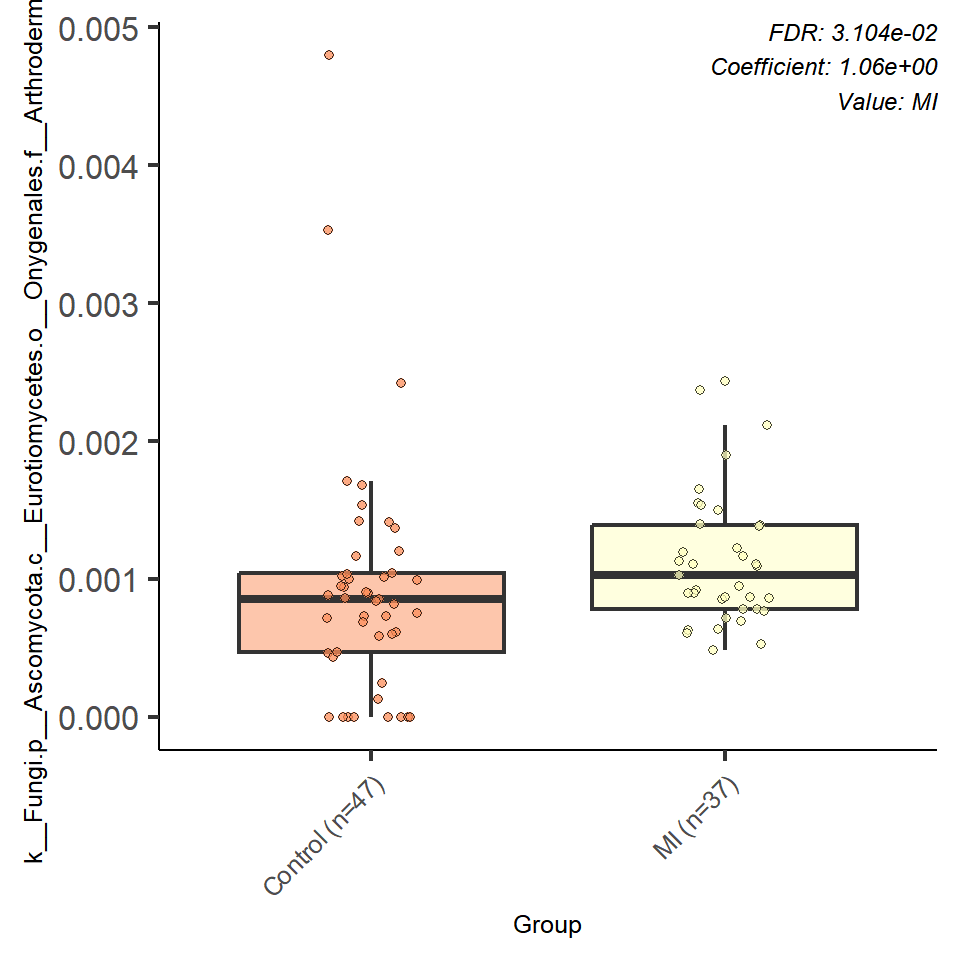 k__Fungi.p__Ascomycota.c__Eurotiomycetes.o__Onygenales.f__Arthroderm
0.005
0.004
0.003
0.002
0.001
0.000
FDR: 3.104e-02
Coefficient: 1.06e+00
Value: MI
Control (n=47)
MI (n=37)
Group